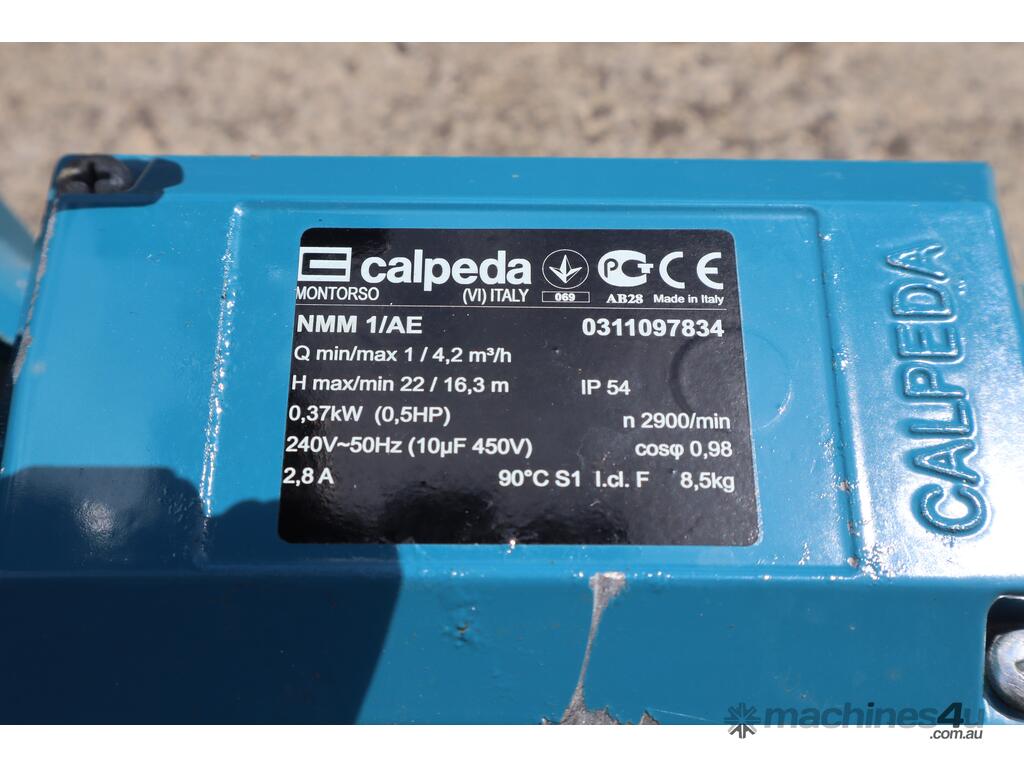 calpeda
MONTORSO (VI) ITALY 069 AB28 Made in Italy
NMM 1/AE 0311097834
Q min/max 1 / 4,2 m³/h
H max/min 22 / 16,3 m IP 54
0,37kW (0,5HP) n 2900/min
240V~50Hz (10µF 450V) cosφ 0,98
2,8 A 90°C S1 I.cl. F 8,5kg
CALPEDA
machines4u
.com.au